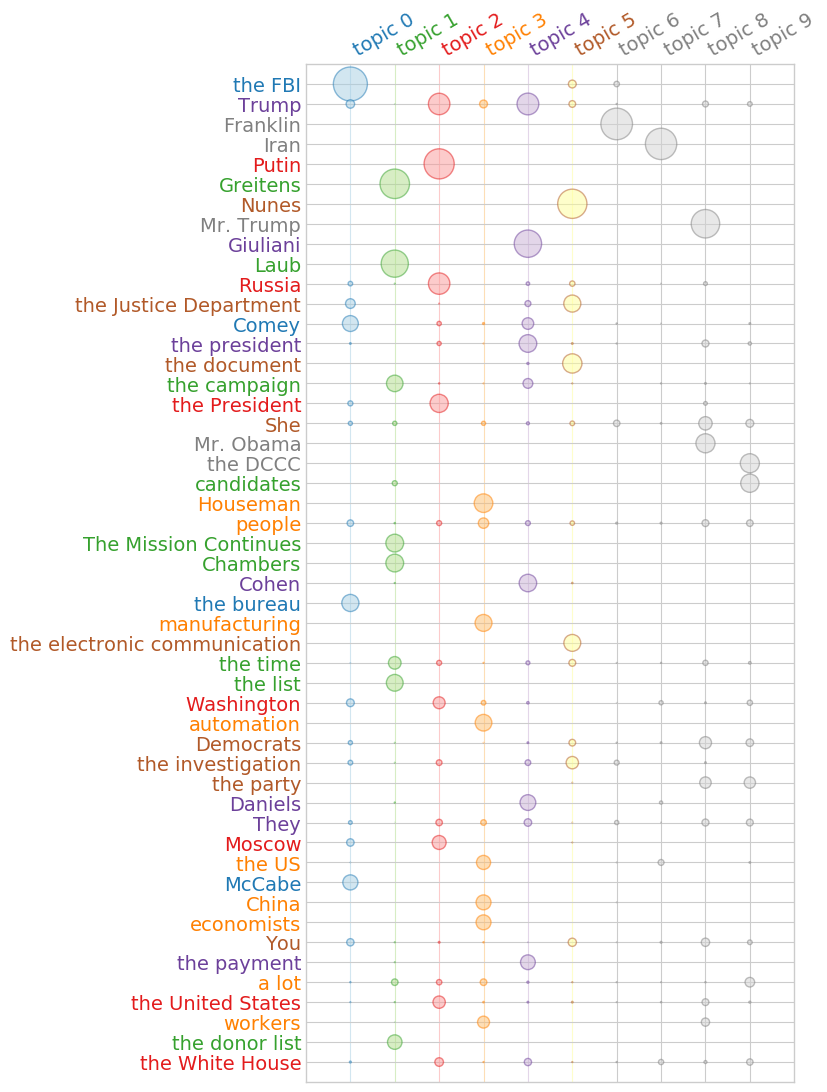 topic 0
topic 1
topic 2
topic 3
topic 4
topic 5
topic 6
topic 7
topic 8
topic 9
the FBI
Trump
Franklin
Iran
Putin
Greitens
Nunes
Mr. Trump
Giuliani
Laub
Russia
the Justice Department
Comey
the president
the document
the campaign
the President
She
Mr. Obama
the DCCC
candidates
Houseman
people
The Mission Continues
Chambers
Cohen
the bureau
manufacturing
the electronic communication
the time
the list
Washington
automation
Democrats
the investigation
the party
Daniels
They
Moscow
the US
McCabe
China
economists
You
the payment
a lot
the United States
workers
the donor list
the White House